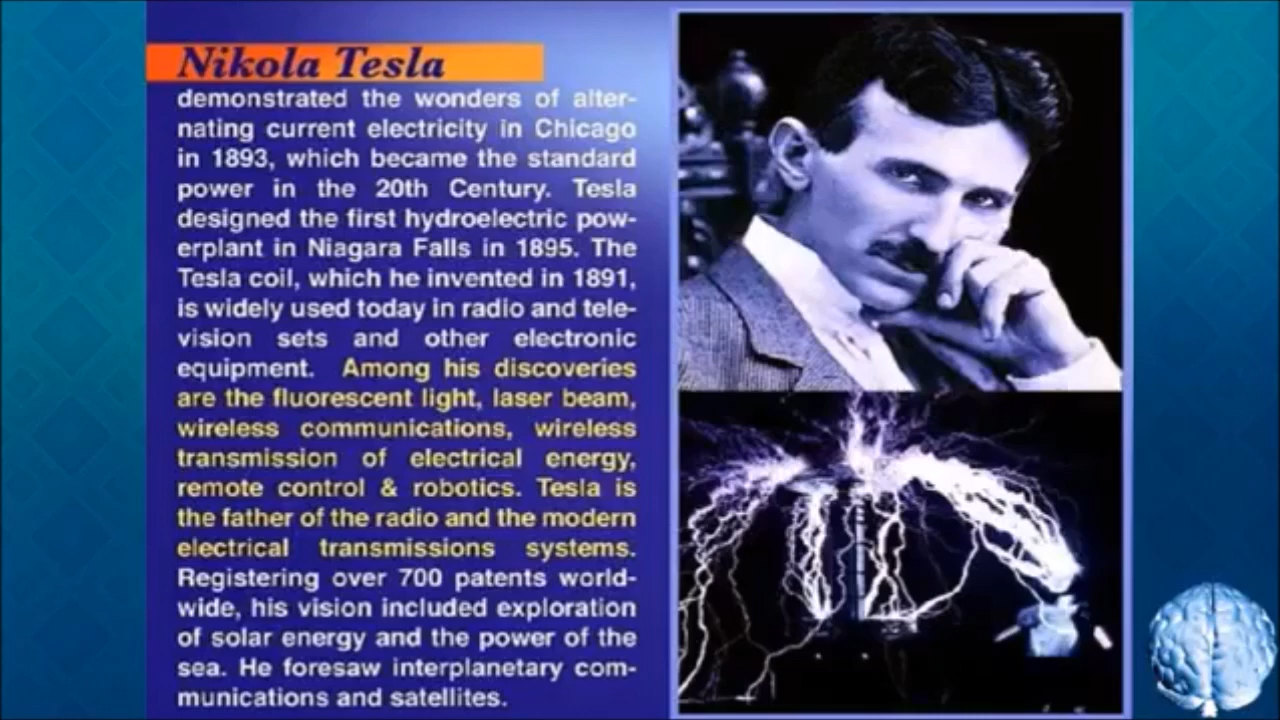 Nikola Tesla
demonstrated the wonders of alter-
nating current electricity in Chicago
in 1893, which became the standard
power in the 20th Century. Tesla
designed the first hydroelectric pow-
erplant in Niagara Falls in 1895. The
Tesla coil, which he invented in 1891,
is widely used today in radio and tele-
vision sets and other electronic
equipment. Among his discoveries
are the fluorescent light, laser beam,
wireless communications, wireless
transmission of electrical energy,
remote control & robotics. Tesla is
the father of the radio and the modern
electrical transmissions systems.
Registering over 700 patents world-
wide, his vision included exploration
of solar energy and the power of the
sea. He foresaw interplanetary com-
munications and satellites.